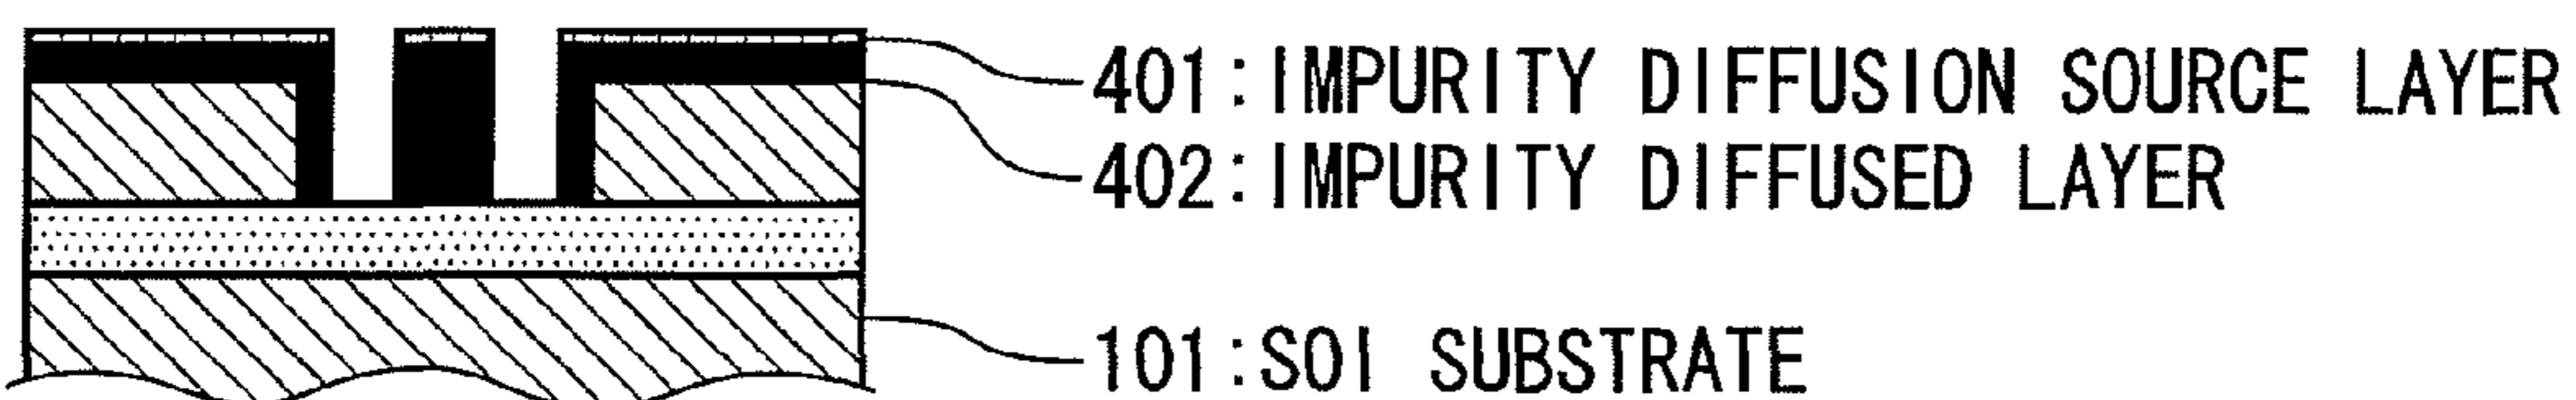 401:IMPURITY DIFFUSION SOURCE LAYER
402:IMPURITY DIFFUSED LAYER
101:SOI SUBSTRATE